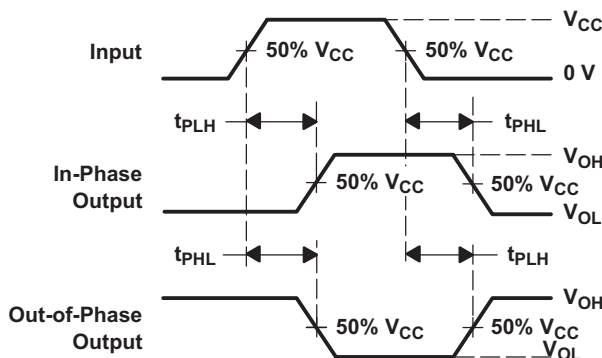 Input
50% VCC
50% VCC
VCC
0 V
tPLH
tPHL
In-Phase
Output
50% VCC
50% VCC
VOH
VOL
tPHL
tPLH
Out-of-Phase
Output
50% VCC
50% VCC
VOH
VOL